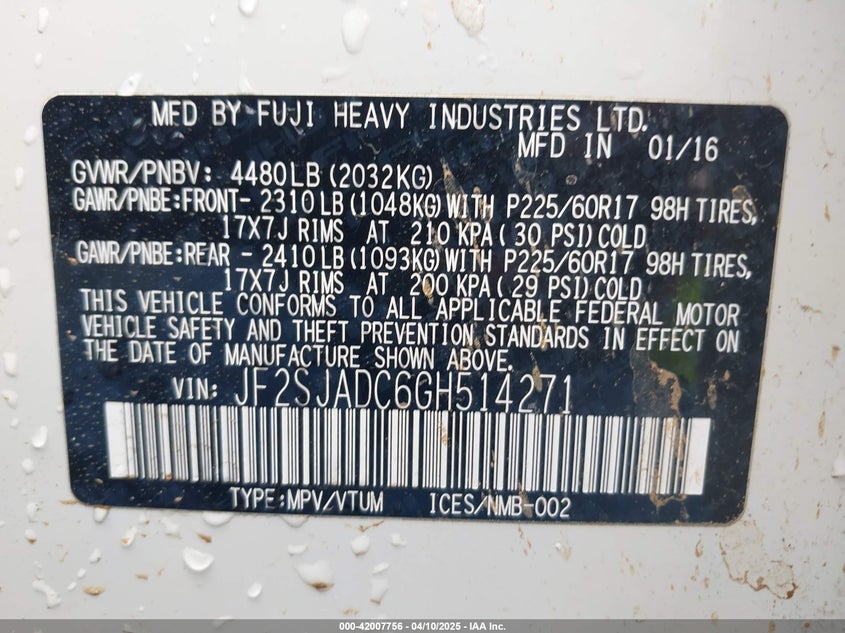 MFD BY FUJI HEAVY INDUSTRIES LTD.
MFD IN 01/16
GVWR/PNBV: 4480LB(2032KG)
GAWR/PNBE:FRONT- 2310LB(1048KG)WITH P225/60R17 98H TIRES,
17X7J RIMS AT 210 KPA(30 PSI)COLD
GAWR/PNBE:REAR - 2410LB(1093KG)WITH P225/60R17 98H TIRES,
17X7J RIMS AT 200 KPA(29 PSI)COLD
THIS VEHICLE CONFORMS TO ALL APPLICABLE FEDERAL MOTOR
VEHICLE SAFETY AND THEFT PREVENTION STANDARDS IN EFFECT ON
THE DATE OF MANUFACTURE SHOWN ABOVE.
VIN: JF2SJADC6GH514271
TYPE:MPV/VTUM ICES/NMB-002
000-42007756 - 04/10/2025 - IAA Inc.